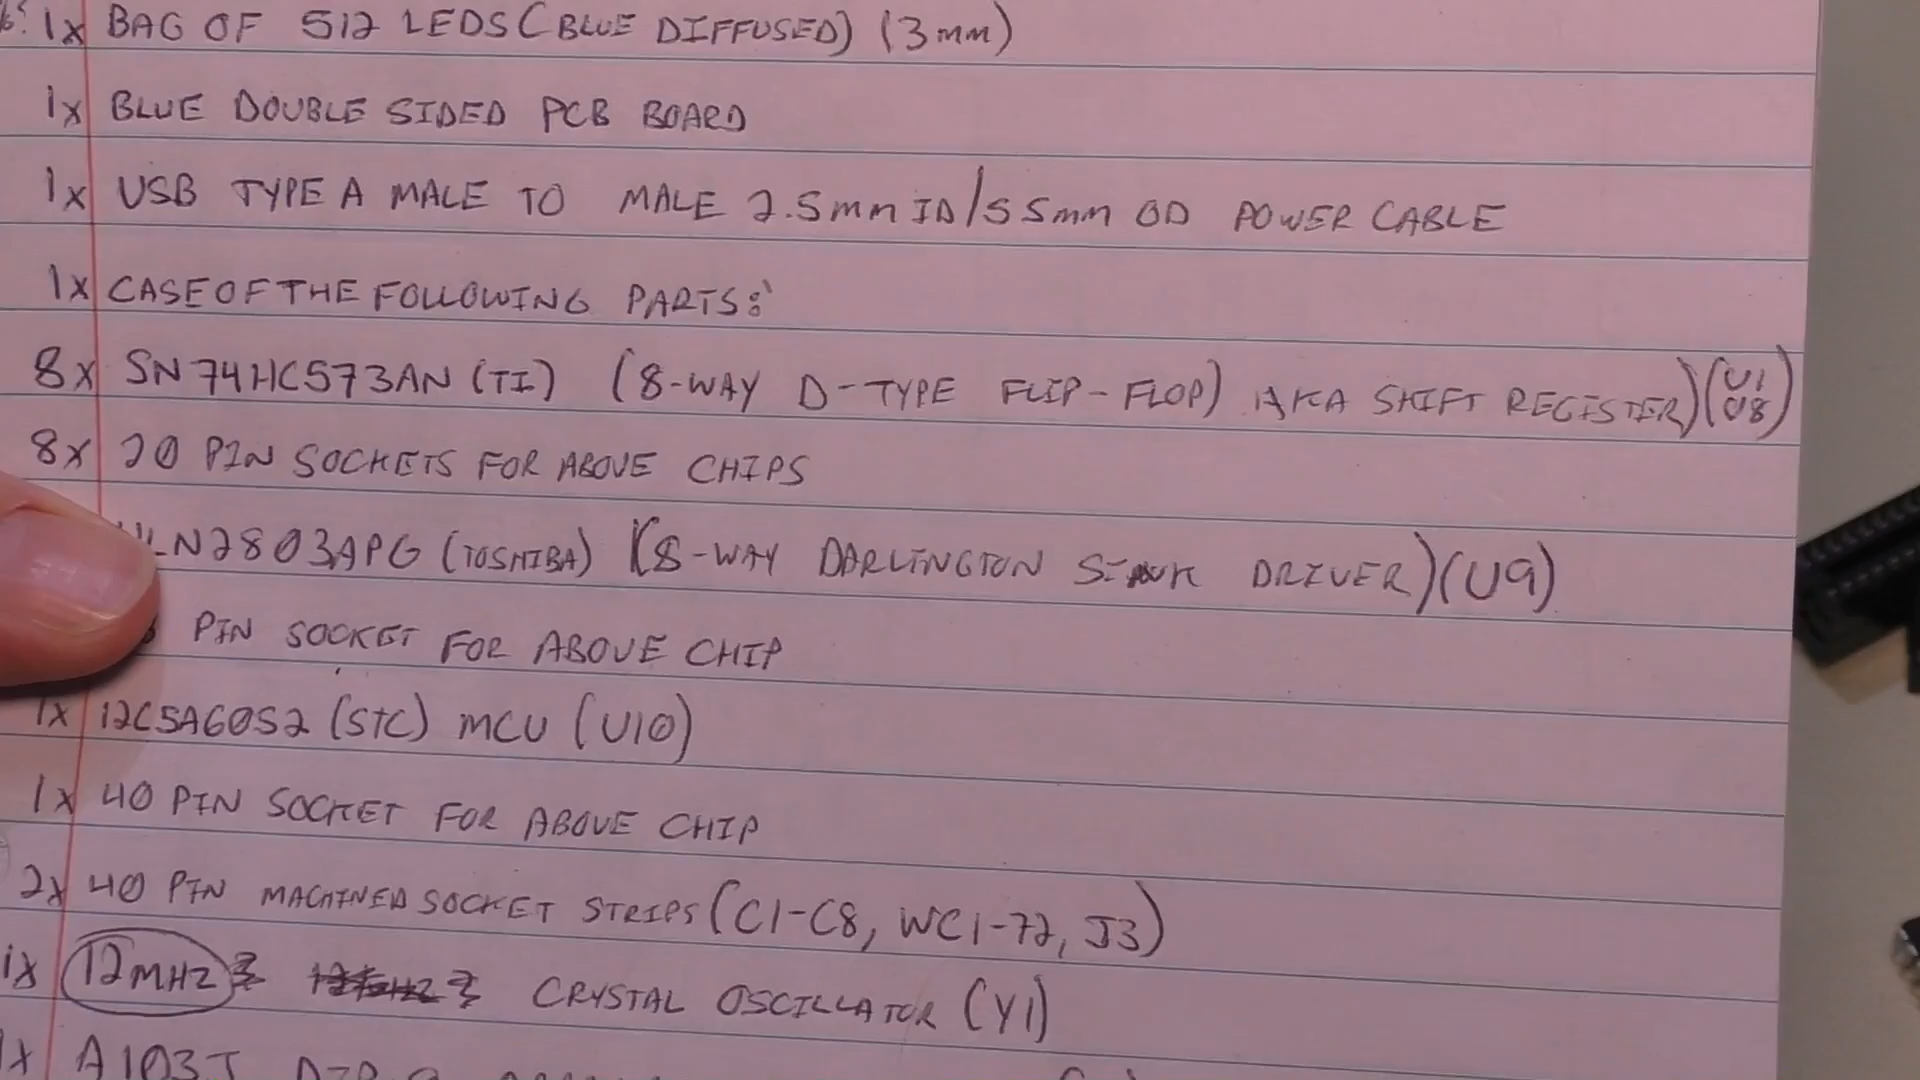 1x BAG OF 512 LEDS (BLUE DIFFUSED) (3mm)
1x BLUE DOUBLE SIDED PCB BOARD
1x USB TYPE A MALE TO MALE 2.5mm ID/5 5mm OD POWER CABLE
1x CASE OF THE FOLLOWING PARTS:
8x SN74HC573AN (TI) (8-WAY D-TYPE FLIP-FLOP) AKA SHIFT REGISTER) (U1 U8)
8x 20 PIN SOCKETS FOR ABOVE CHIPS
LN2803APG (TOSHIBA) (8-WAY DARLINGTON SINK DRIVER) (U9)
PIN SOCKET FOR ABOVE CHIP
1x 12C5A60S2 (STC) MCU (U10)
1x 40 PIN SOCKET FOR ABOVE CHIP
2x 40 PIN MACHINED SOCKET STRIPS (C1-C8, WC1-72, J3)
1x 12MHZ CRYSTAL OSCILLATOR (Y1)
1x A103J